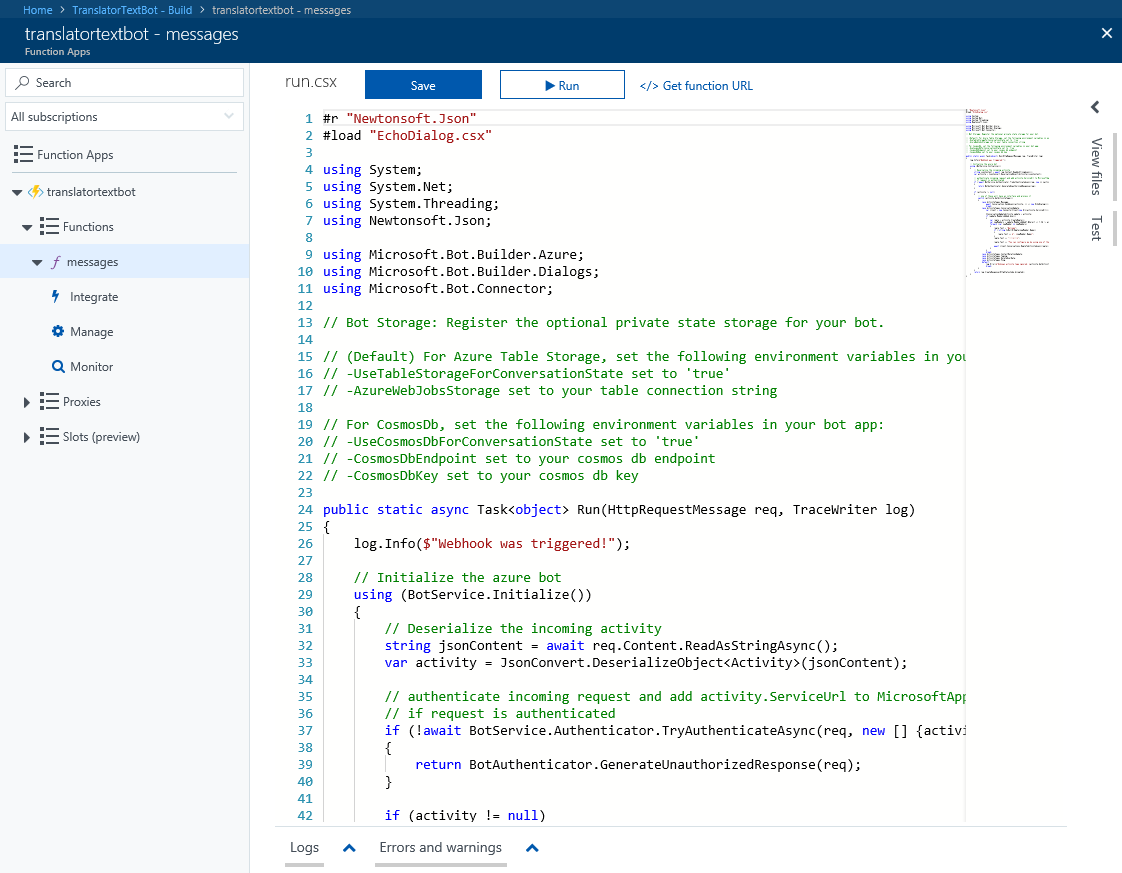 Home > TranslatorTextBot - Build > translatortextbot - messages
translatortextbot - messages
Function Apps
Search
All subscriptions
Function Apps
translatortextbot
Functions
messages
Integrate
Manage
Monitor
Proxies
Slots (preview)
run.csx
Save
Run
</> Get function URL
1 #r "Newtonsoft.Json"
2 #load "EchoDialog.csx"
3
4 using System;
5 using System.Net;
6 using System.Threading;
7 using Newtonsoft.Json;
8
9 using Microsoft.Bot.Builder.Azure;
10 using Microsoft.Bot.Builder.Dialogs;
11 using Microsoft.Bot.Connector;
12
13 // Bot Storage: Register the optional private state storage for your bot.
14
15 // (Default) For Azure Table Storage, set the following environment variables in you
16 // -UseTableStorageForConversationState set to 'true'
17 // -AzureWebJobsStorage set to your table connection string
18
19 // For CosmosDb, set the following environment variables in your bot app:
20 // -UseCosmosDbForConversationState set to 'true'
21 // -CosmosDbEndpoint set to your cosmos db endpoint
22 // -CosmosDbKey set to your cosmos db key
23
24 public static async Task<object> Run(HttpRequestMessage req, TraceWriter log)
25 {
26     log.Info($"Webhook was triggered!");
27
28     // Initialize the azure bot
29     using (BotService.Initialize())
30     {
31         // Deserialize the incoming activity
32         string jsonContent = await req.Content.ReadAsStringAsync();
33         var activity = JsonConvert.DeserializeObject<Activity>(jsonContent);
34
35         // authenticate incoming request and add activity.ServiceUrl to MicrosoftApp
36         // if request is authenticated
37         if (!await BotService.Authenticator.TryAuthenticateAsync(req, new [] {activi
38         {
39             return BotAuthenticator.GenerateUnauthorizedResponse(req);
40         }
41
42         if (activity != null)
View files
Test
Logs
Errors and warnings